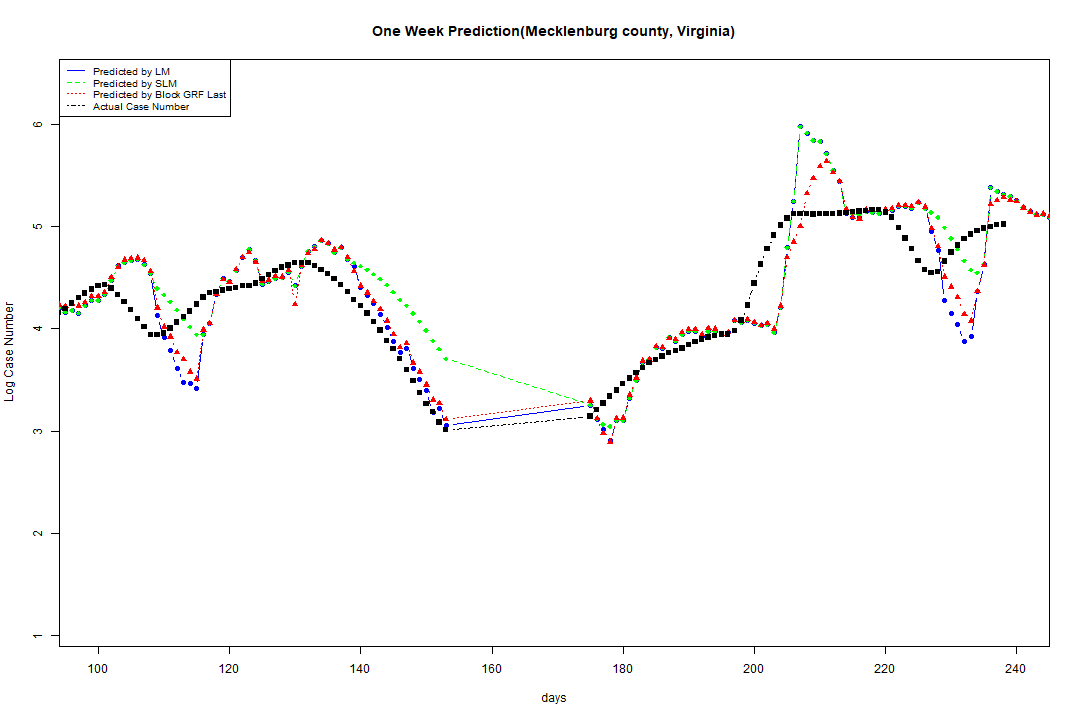 One Week Prediction(Mecklenburg county, Virginia)
Predicted by LM
Predicted by SLM
Predicted by Block GRF Last
Actual Case Number
Log Case Number
6
5
4
3
2
1
100 120 140 160 180 200 220 240
days